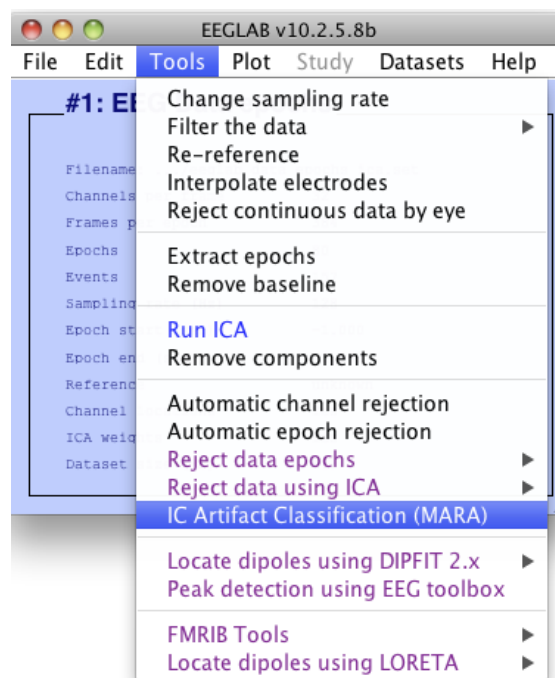 EEGLAB v10.2.5.8b
File Edit Tools Plot Study Datasets Help
#1: EE
Change sampling rate
Filter the data
Re-reference
Interpolate electrodes
Reject continuous data by eye
Extract epochs
Remove baseline
Run ICA
Remove components
Automatic channel rejection
Automatic epoch rejection
Reject data epochs
Reject data using ICA
IC Artifact Classification (MARA)
Locate dipoles using DIPFIT 2.x
Peak detection using EEG toolbox
FMRIB Tools
Locate dipoles using LORETA
Filename
Channels
Frames p
Epochs
Events
Sampling
Epoch st
Epoch en
Referenc
Channel
ICA weig
Dataset